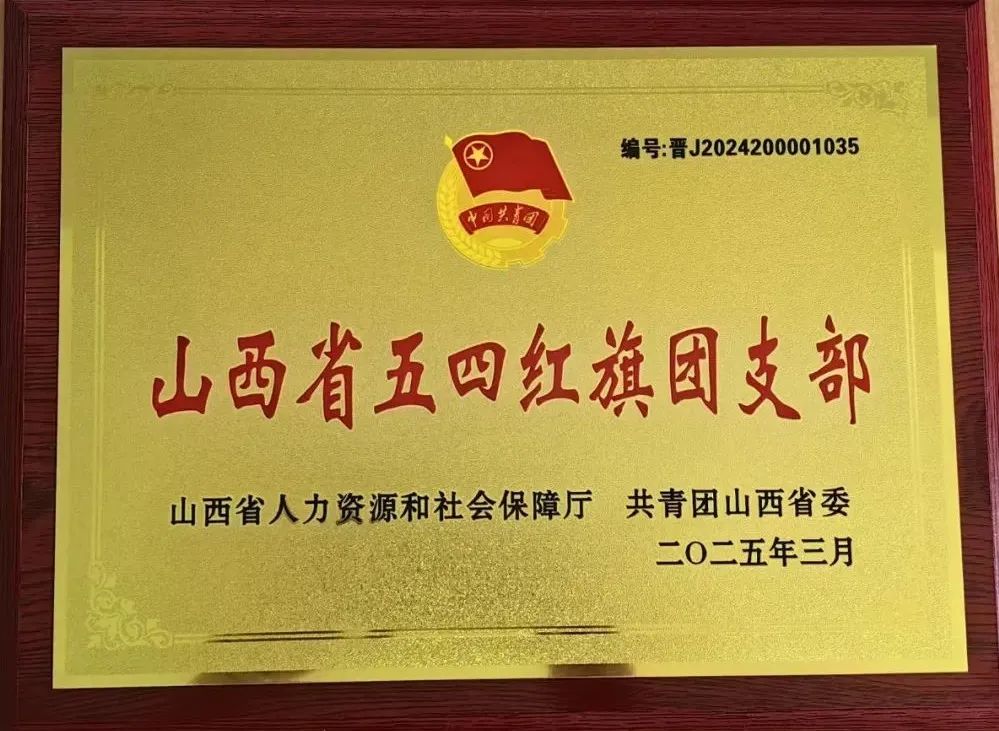 编号:晋J2024200001035
中国共青团
山西省五四红旗团支部
山西省人力资源和社会保障厅 共青团山西省委
二〇二五年三月